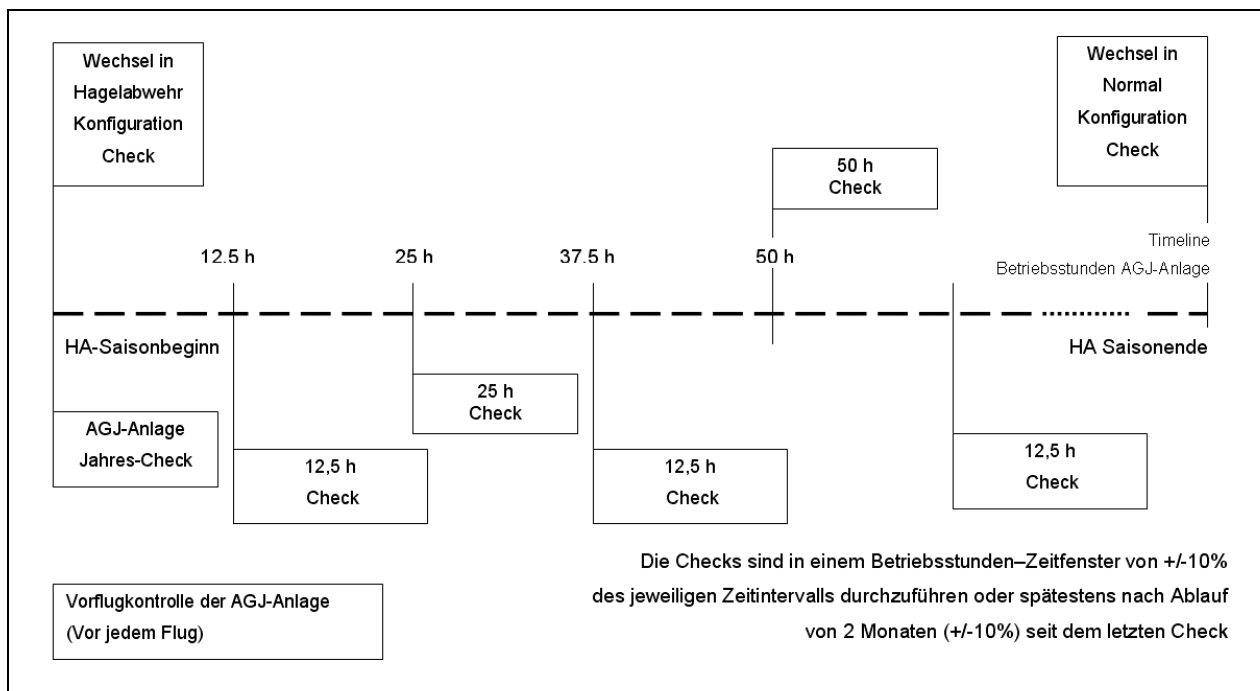 Wechsel in
Hagelabwehr
Konfiguration
Check
Wechsel in
Normal
Konfiguration
Check
50 h
Check
Timeline
Betriebsstunden AGJ-Anlage
12.5 h
25 h
37.5 h
50 h
HA-Saisonbeginn
HA Saisonende
25 h
Check
AGJ-Anlage
Jahres-Check
12,5 h
Check
12,5 h
Check
12,5 h
Check
Vorflugkontrolle der AGJ-Anlage
(Vor jedem Flug)
Die Checks sind in einem Betriebsstunden–Zeitfenster von +/-10%
des jeweiligen Zeitintervalls durchzuführen oder spätestens nach Ablauf
von 2 Monaten (+/-10%) seit dem letzten Check